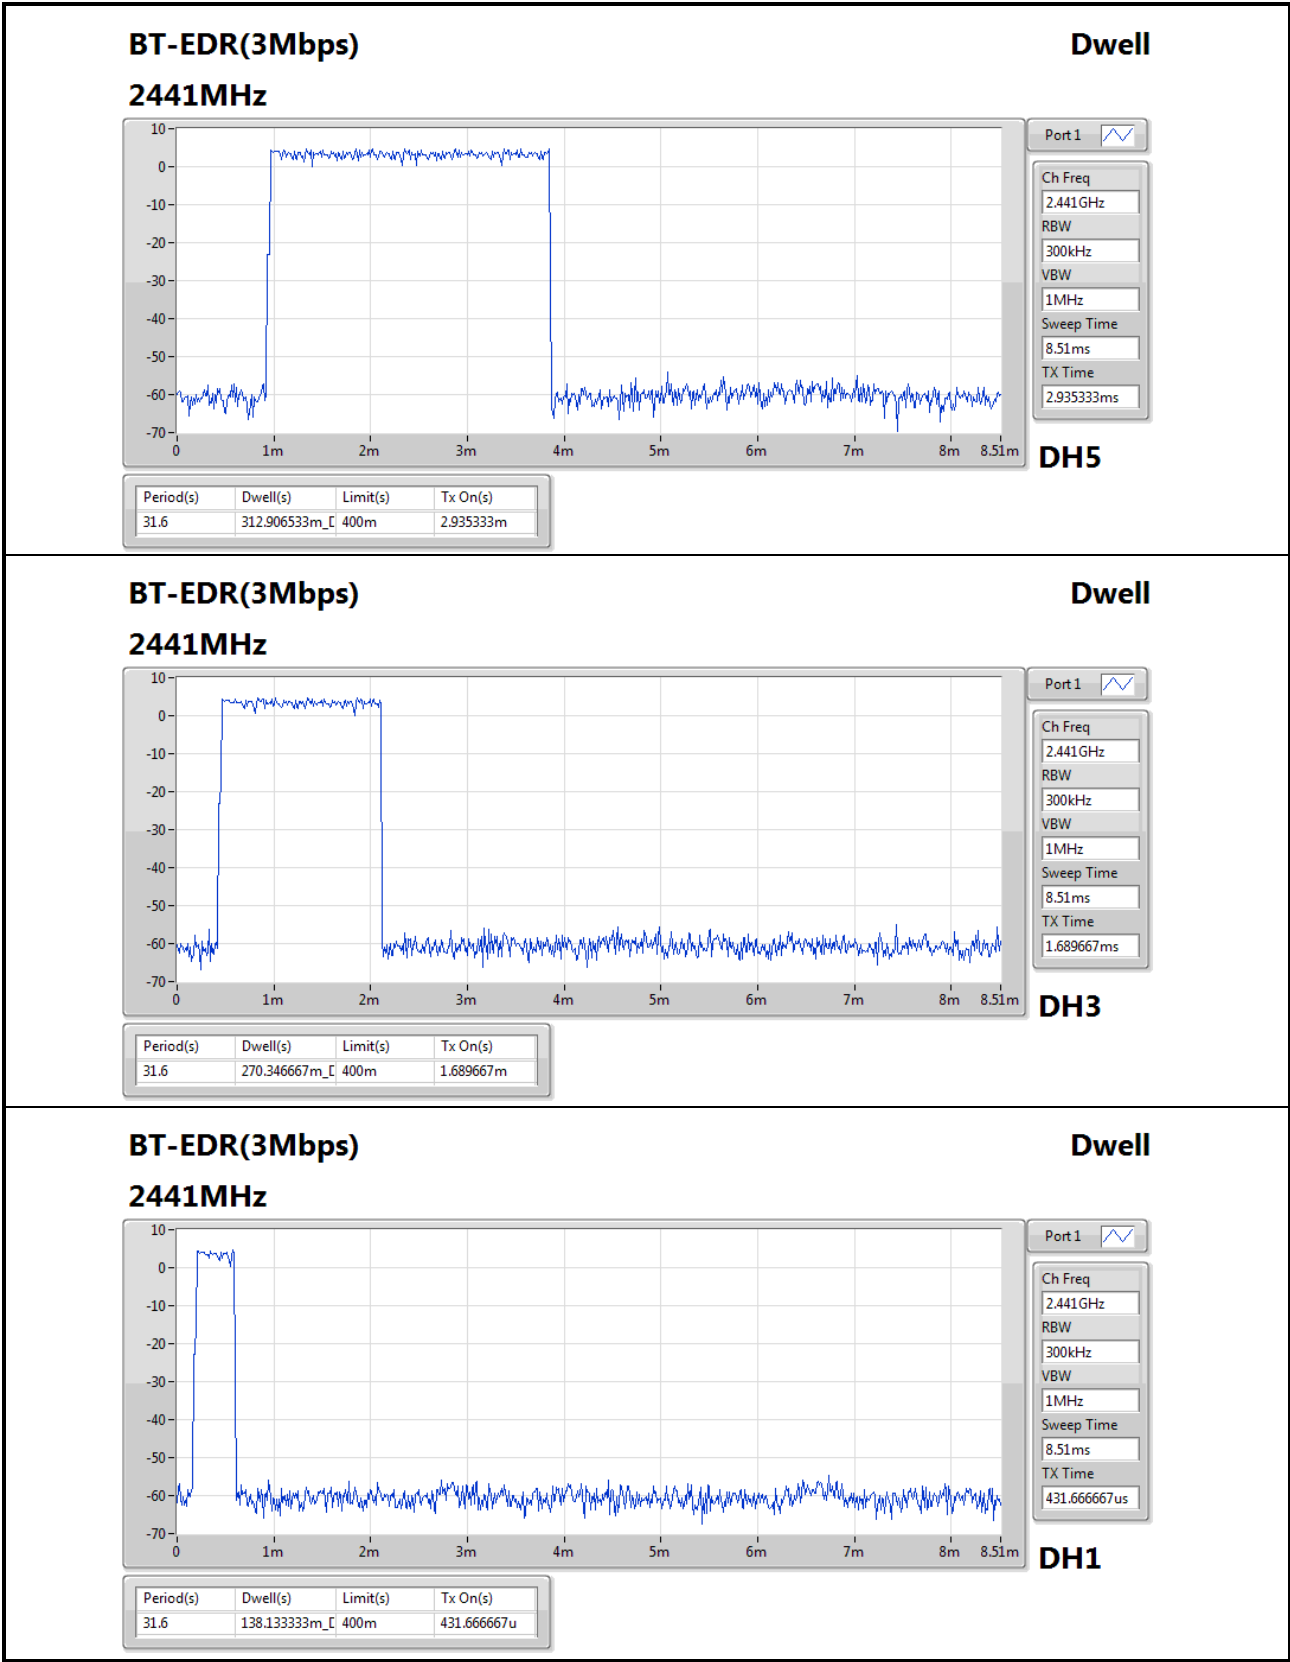 BT-EDR(3Mbps) Dwell
2441MHz
10
0
-10
-20
-30
-40
-50
-60
-70
0 1m 2m 3m 4m 5m 6m 7m 8m 8.51m
Port 1
Ch Freq
2.441GHz
RBW
300kHz
VBW
1MHz
Sweep Time
8.51ms
TX Time
2.935333ms
DH5
Period(s) Dwell(s) Limit(s) Tx On(s)
31.6 312.906533m_ 400m 2.935333m
BT-EDR(3Mbps) Dwell
2441MHz
10
0
-10
-20
-30
-40
-50
-60
-70
0 1m 2m 3m 4m 5m 6m 7m 8m 8.51m
Port 1
Ch Freq
2.441GHz
RBW
300kHz
VBW
1MHz
Sweep Time
8.51ms
TX Time
1.689667ms
DH3
Period(s) Dwell(s) Limit(s) Tx On(s)
31.6 270.346667m_ 400m 1.689667m
BT-EDR(3Mbps) Dwell
2441MHz
10
0
-10
-20
-30
-40
-50
-60
-70
0 1m 2m 3m 4m 5m 6m 7m 8m 8.51m
Port 1
Ch Freq
2.441GHz
RBW
300kHz
VBW
1MHz
Sweep Time
8.51ms
TX Time
431.666667us
DH1
Period(s) Dwell(s) Limit(s) Tx On(s)
31.6 138.133333m_ 400m 431.666667u